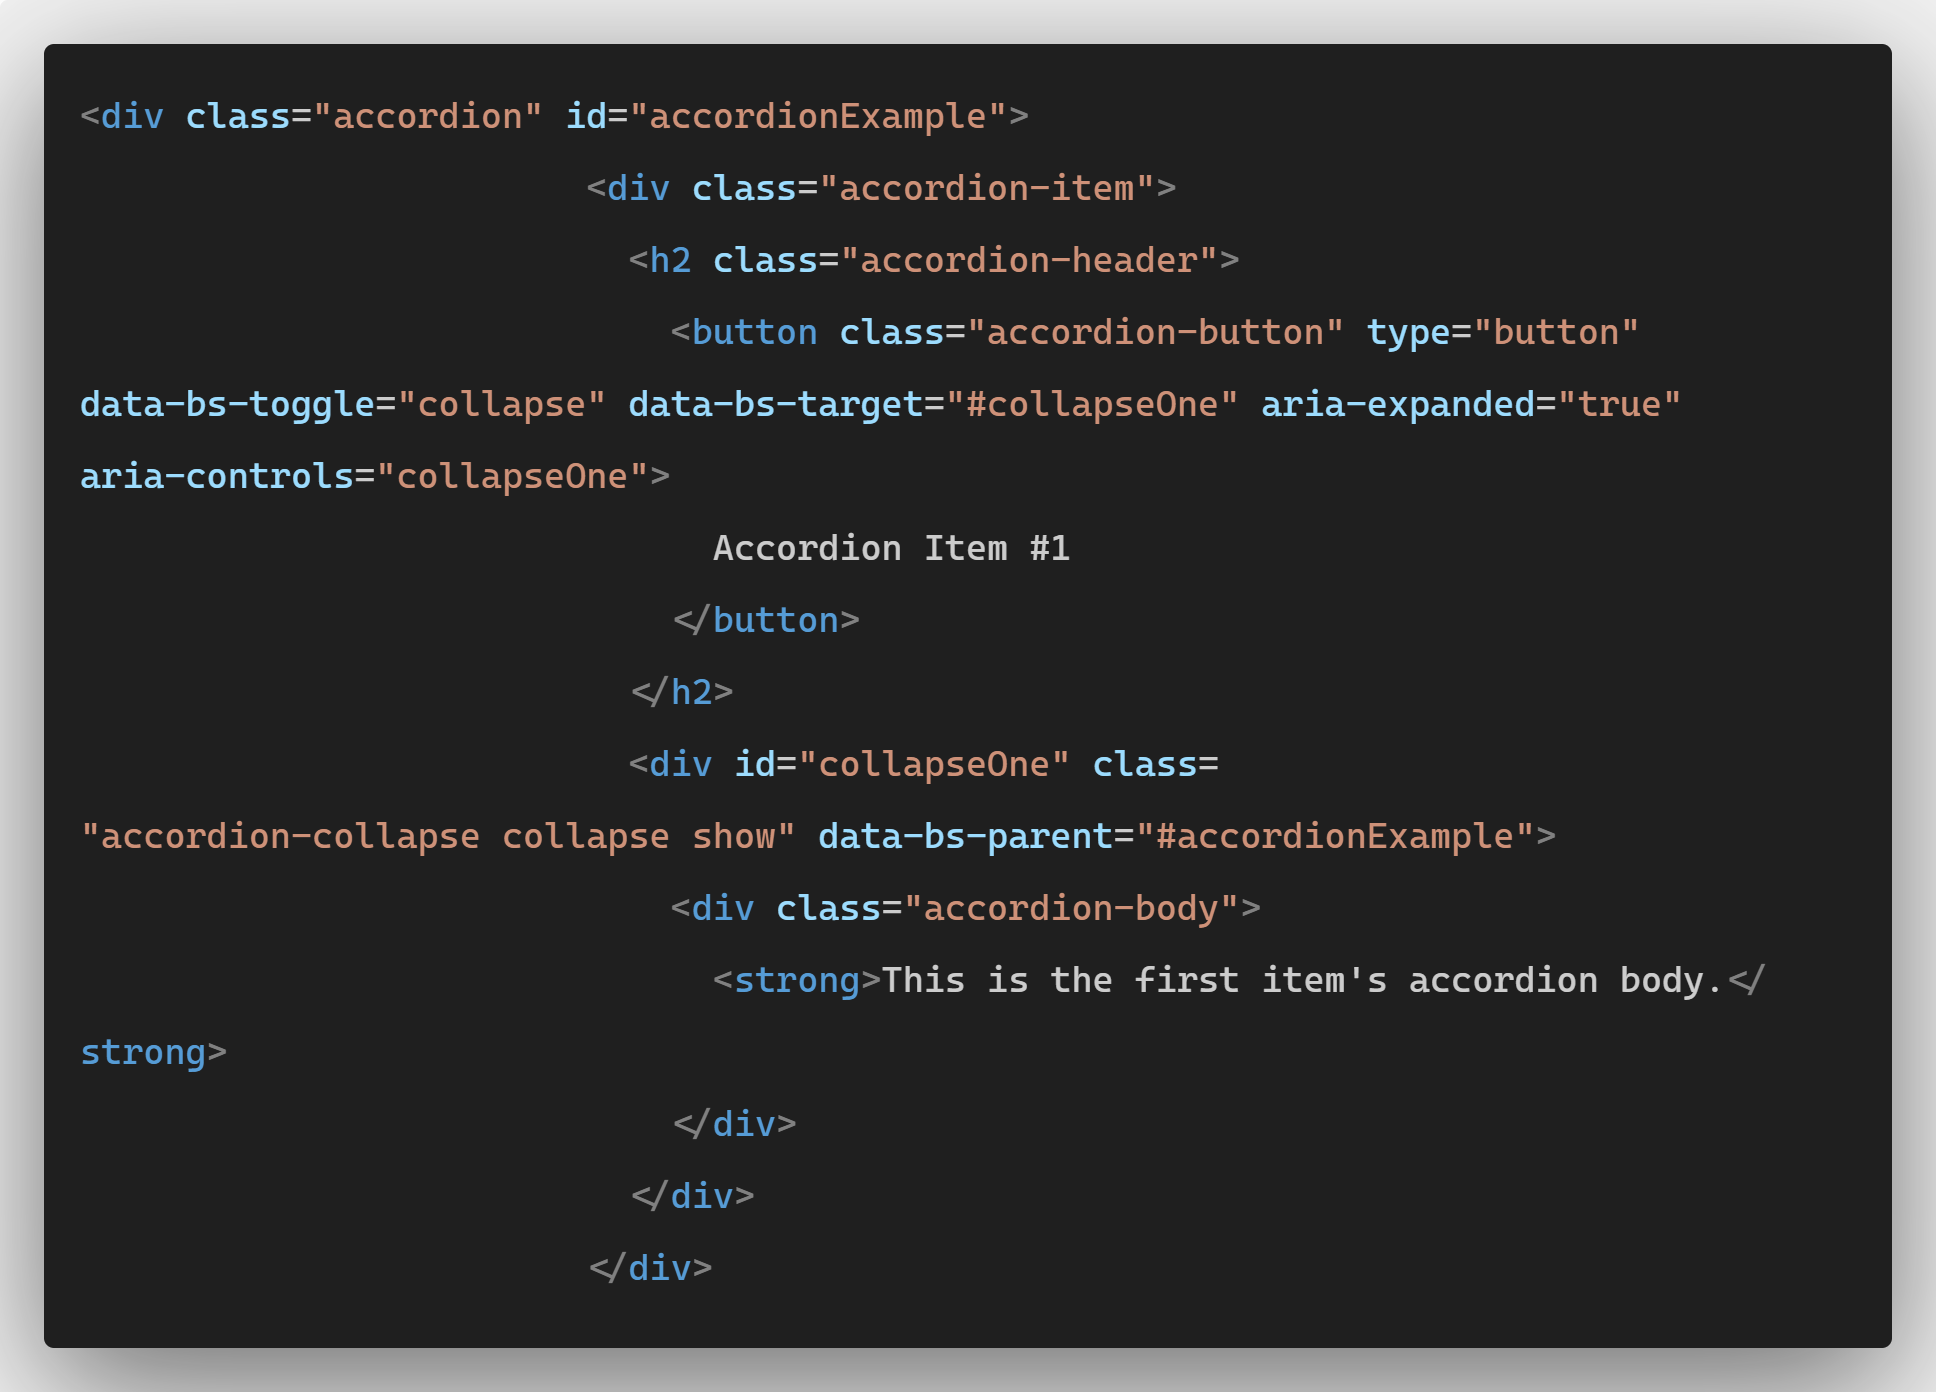 <div class="accordion" id="accordionExample">
<div class="accordion-item">
<h2 class="accordion-header">
<button class="accordion-button" type="button"
data-bs-toggle="collapse" data-bs-target="#collapseOne" aria-expanded="true"
aria-controls="collapseOne">
Accordion Item #1
</button>
</h2>
<div id="collapseOne" class=
"accordion-collapse collapse show" data-bs-parent="#accordionExample">
<div class="accordion-body">
<strong>This is the first item's accordion body.</
strong>
</div>
</div>
</div>